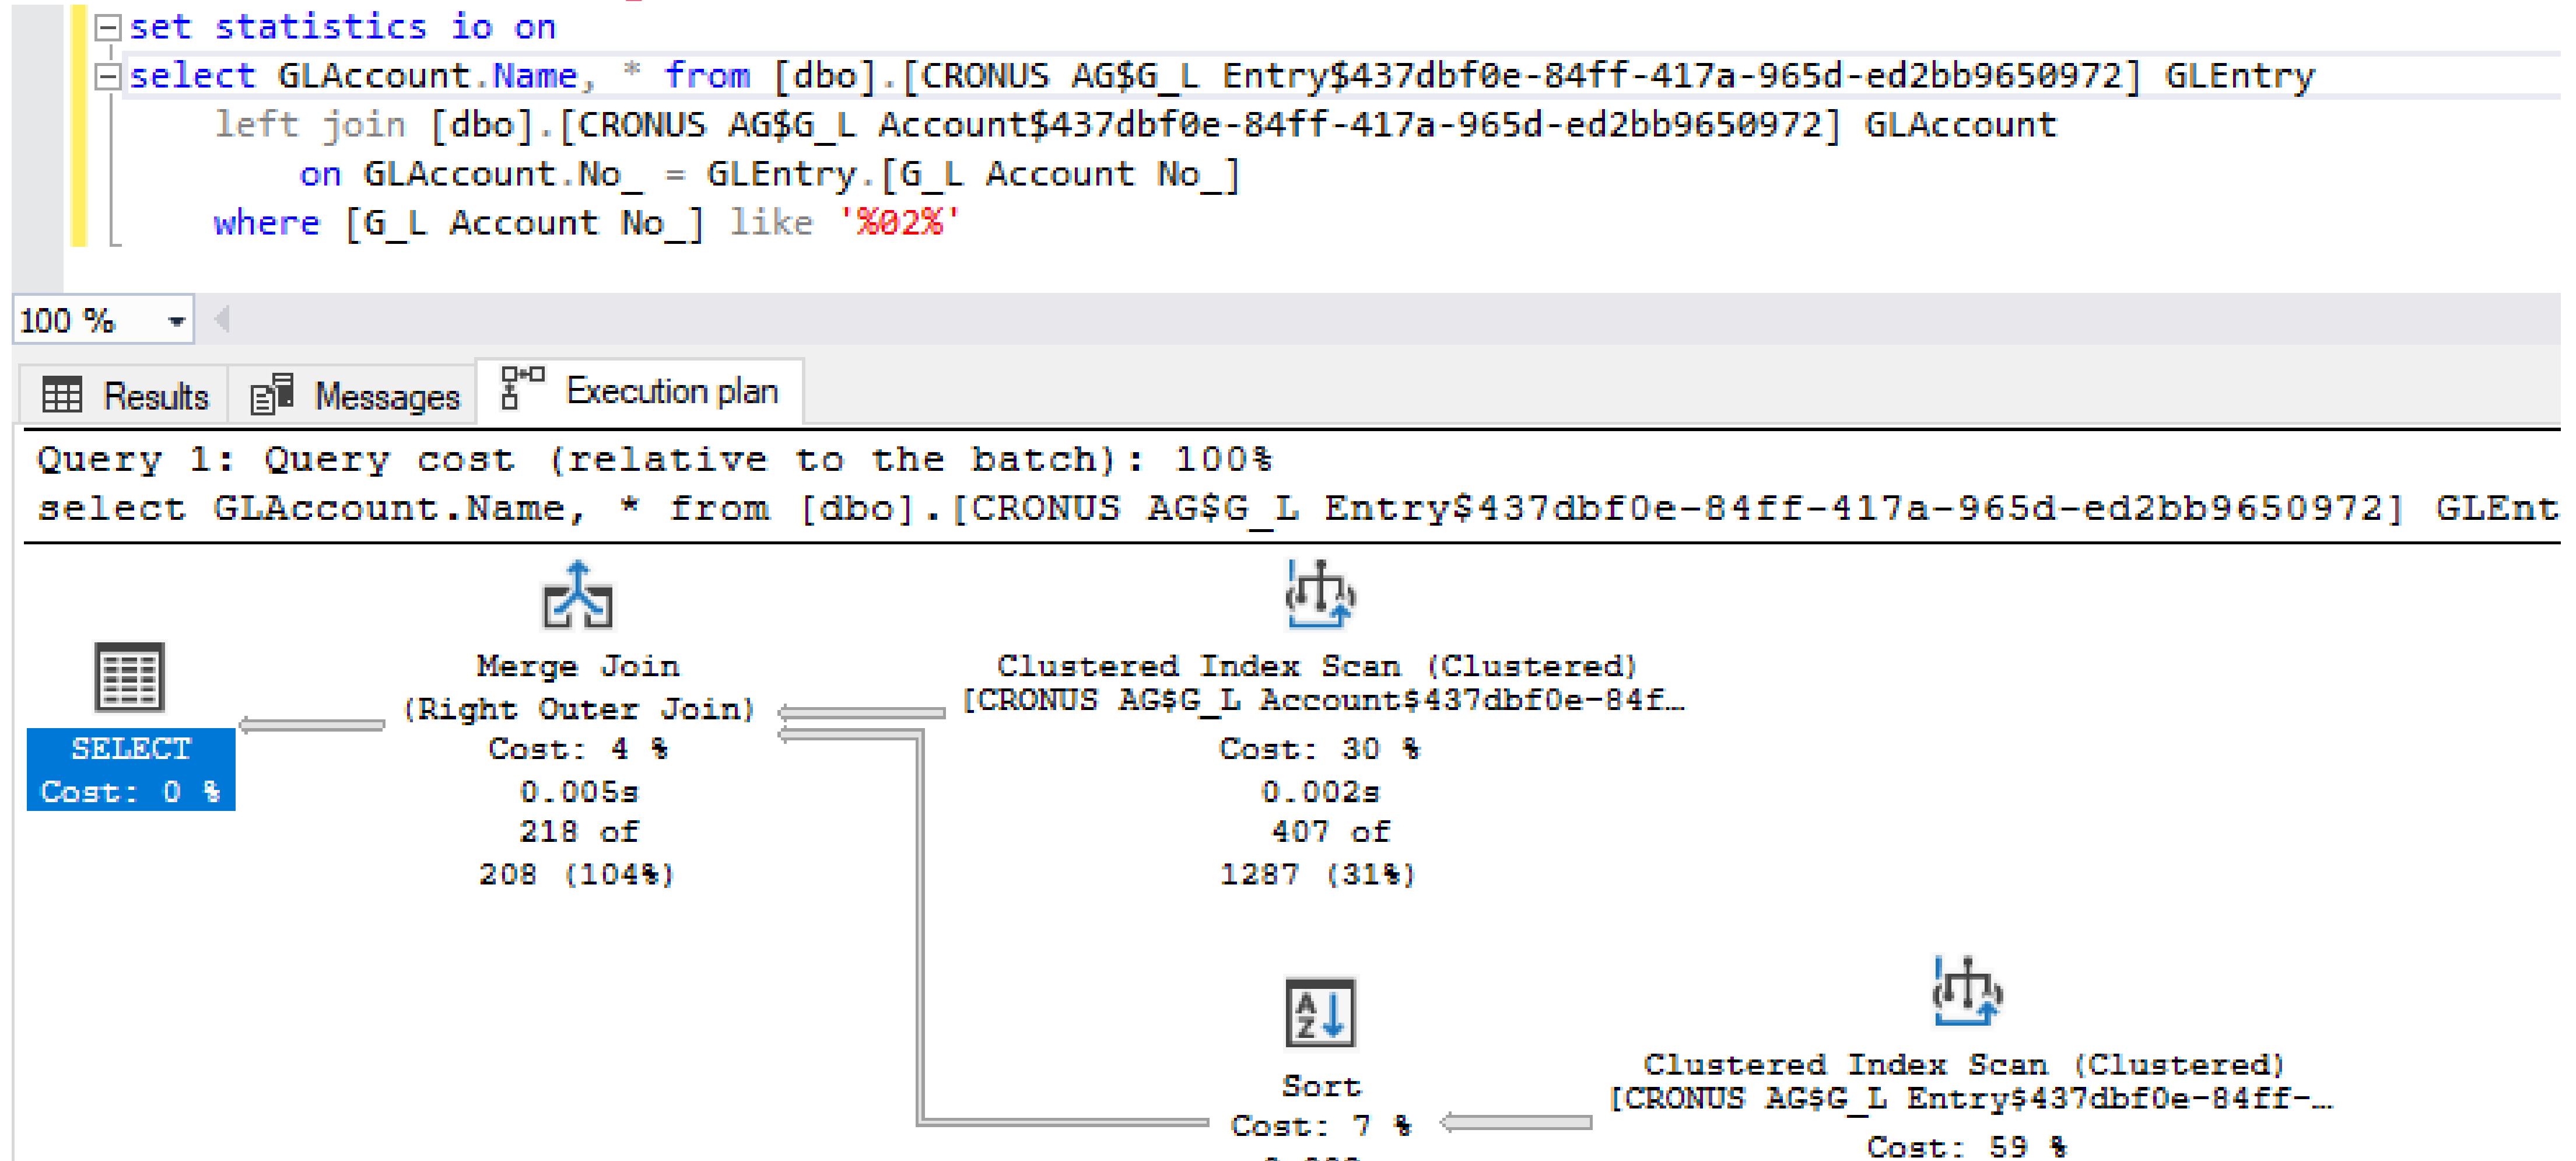 set statistics io on
select GLAccount.Name, * from [dbo].[CRONUS AG$G_L Entry$437dbf0e-84ff-417a-965d-ed2bb9650972] GLEntry
left join [dbo].[CRONUS AG$G_L Account$437dbf0e-84ff-417a-965d-ed2bb9650972] GLAccount
on GLAccount.No_ = GLEntry.[G_L Account No_]
where [G_L Account No_] like '%02%'
100 %
Results Messages Execution plan
Query 1: Query cost (relative to the batch): 100%
select GLAccount.Name, * from [dbo].[CRONUS AG$G_L Entry$437dbf0e-84ff-417a-965d-ed2bb9650972] GLEnt
SELECT
Cost: 0 %
Merge Join
(Right Outer Join)
Cost: 4 %
0.005s
218 of
208 (104%)
Clustered Index Scan (Clustered)
[CRONUS AG$G_L Account$437dbf0e-84f…
Cost: 30 %
0.002s
407 of
1287 (31%)
Sort
Cost: 7 %
Clustered Index Scan (Clustered)
[CRONUS AG$G_L Entry$437dbf0e-84ff-…
Cost: 59 %